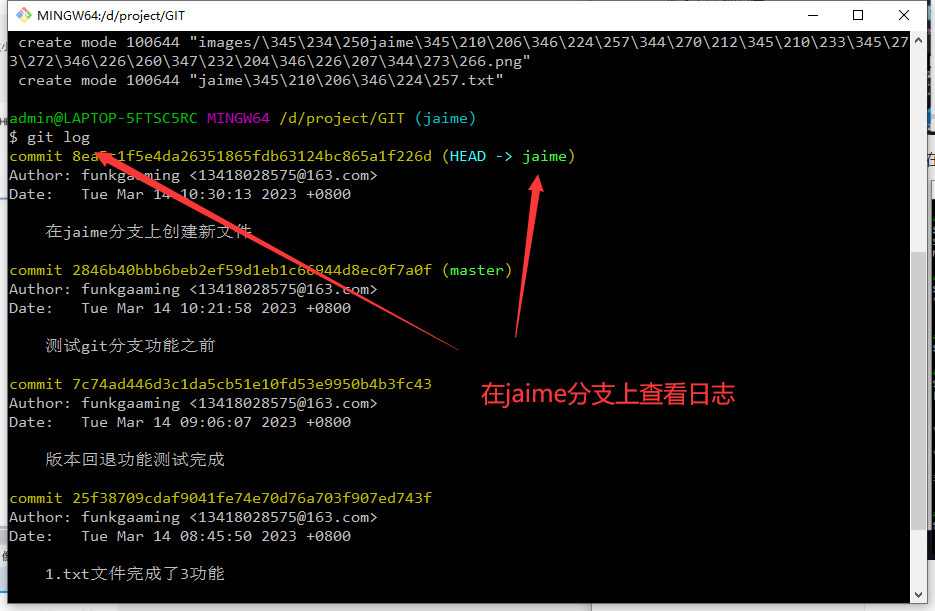 MINGW64:/d/project/GIT
create mode 100644 "images/\345\234\250jaime\345\210\206\346\224\257\344\270\212\345\210\233\345\27
3\272\346\226\260\347\232\204\346\226\207\344\273\266.png"
create mode 100644 "jaime\345\210\206\346\224\257.txt"
admin@LAPTOP-5FTSC5RC MINGW64 /d/project/GIT (jaime)
$ git log
(HEAD -> jaime)
Author: funkgaaming <13418028575@163.com>
Date: Tue Mar 14 10:30:13 2023 +0800
在jaime分支上创建新文件
commit 2846b40bbb6beb2ef59d1eb1c66944d8ec0f7a0f (master)
Author: funkgaaming <13418028575@163.com>
Date: Tue Mar 14 10:21:58 2023 +0800
测试git分支功能之前
commit 7c74ad446d3c1da5cb51e10fd53e9950b4b3fc43
Author: funkgaaming <13418028575@163.com>
Date: Tue Mar 14 09:06:07 2023 +0800
在jaime分支上查看日志
版本回退功能测试完成
commit 25f38709cdaf9041fe74e70d76a703f907ed743f
Author: funkgaaming <13418028575@163.com>
Date: Tue Mar 14 08:45:50 2023 +0800
1.txt文件完成了3功能